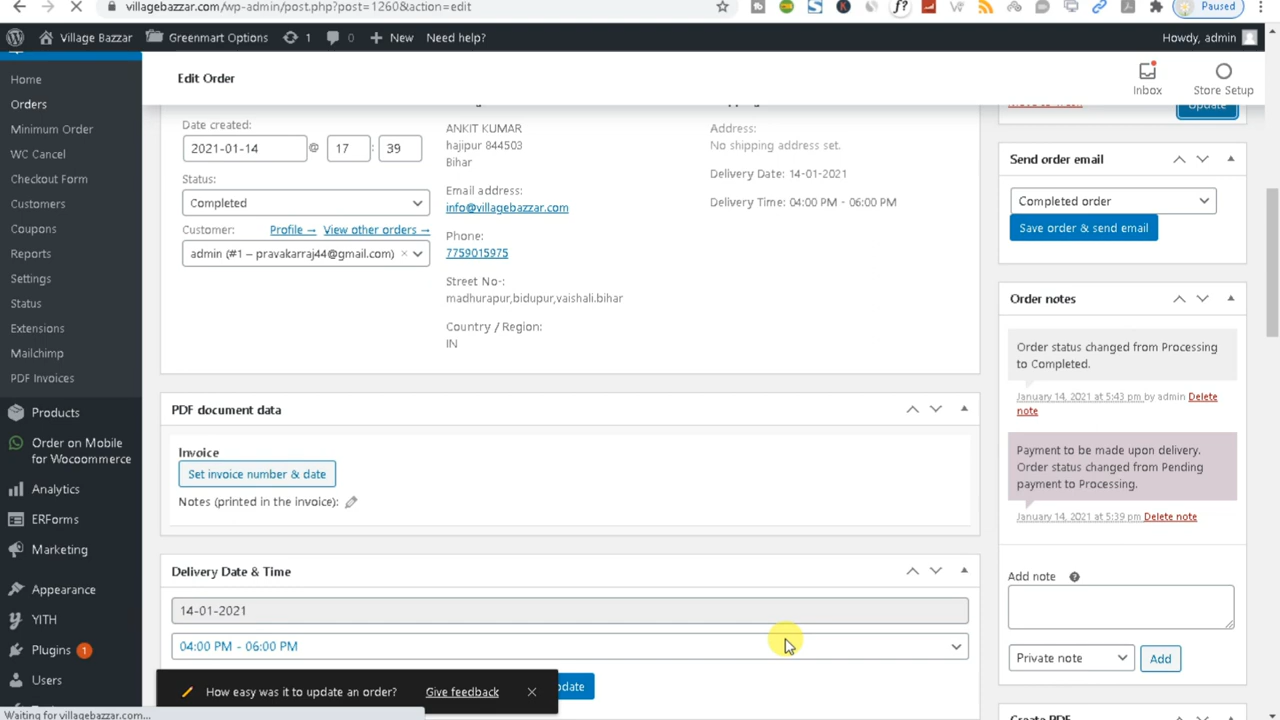 villagebazzar.com/wp-admin/post.php?post=1260&action=edit
Paused
Village Bazzar
Greenmart Options
1
0
New
Need help?
Howdy, admin
Home
Orders
Minimum Order
WC Cancel
Checkout Form
Customers
Coupons
Reports
Settings
Status
Extensions
Mailchimp
PDF Invoices
Products
Order on Mobile
for Wocoommerce
Analytics
ERForms
Marketing
Appearance
YITH
Plugins 1
Users
Edit Order
Inbox
Store Setup
Date created:
2021-01-14 @ 17 : 39
Status:
Completed
Customer: Profile → View other orders →
admin (#1 – pravakarraj44@gmail.com) ×
ANKIT KUMAR
hajipur 844503
Bihar
Email address:
info@villagebazzar.com
Phone:
7759015975
Street No-:
madhurapur,bidupur,vaishali.bihar
Country / Region:
IN
Address:
No shipping address set.
Delivery Date: 14-01-2021
Delivery Time: 04:00 PM - 06:00 PM
PDF document data
Invoice
Set invoice number & date
Notes (printed in the invoice):
Delivery Date & Time
14-01-2021
04:00 PM - 06:00 PM
How easy was it to update an order? Give feedback
Update
Send order email
Completed order
Save order & send email
Order notes
Order status changed from Processing
to Completed.
January 14, 2021 at 5:43 pm by admin Delete
note
Payment to be made upon delivery.
Order status changed from Pending
payment to Processing.
January 14, 2021 at 5:39 pm Delete note
Add note
Private note
Add
Create PDF
Waiting for villagebazzar.com...